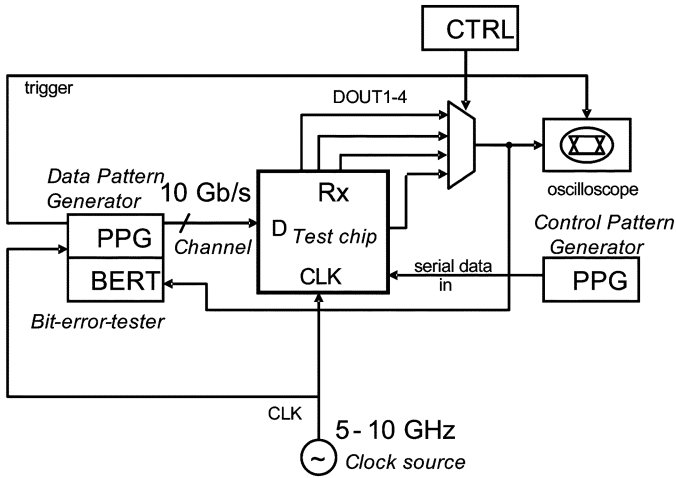 CTRL
trigger
DOUT1-4
oscilloscope
Data Pattern
Generator
10 Gb/s
Channel
PPG
BERT
Bit-error-tester
Rx
D
Test chip
CLK
Control Pattern
Generator
serial data
in
PPG
CLK
5 - 10 GHz
~
Clock source